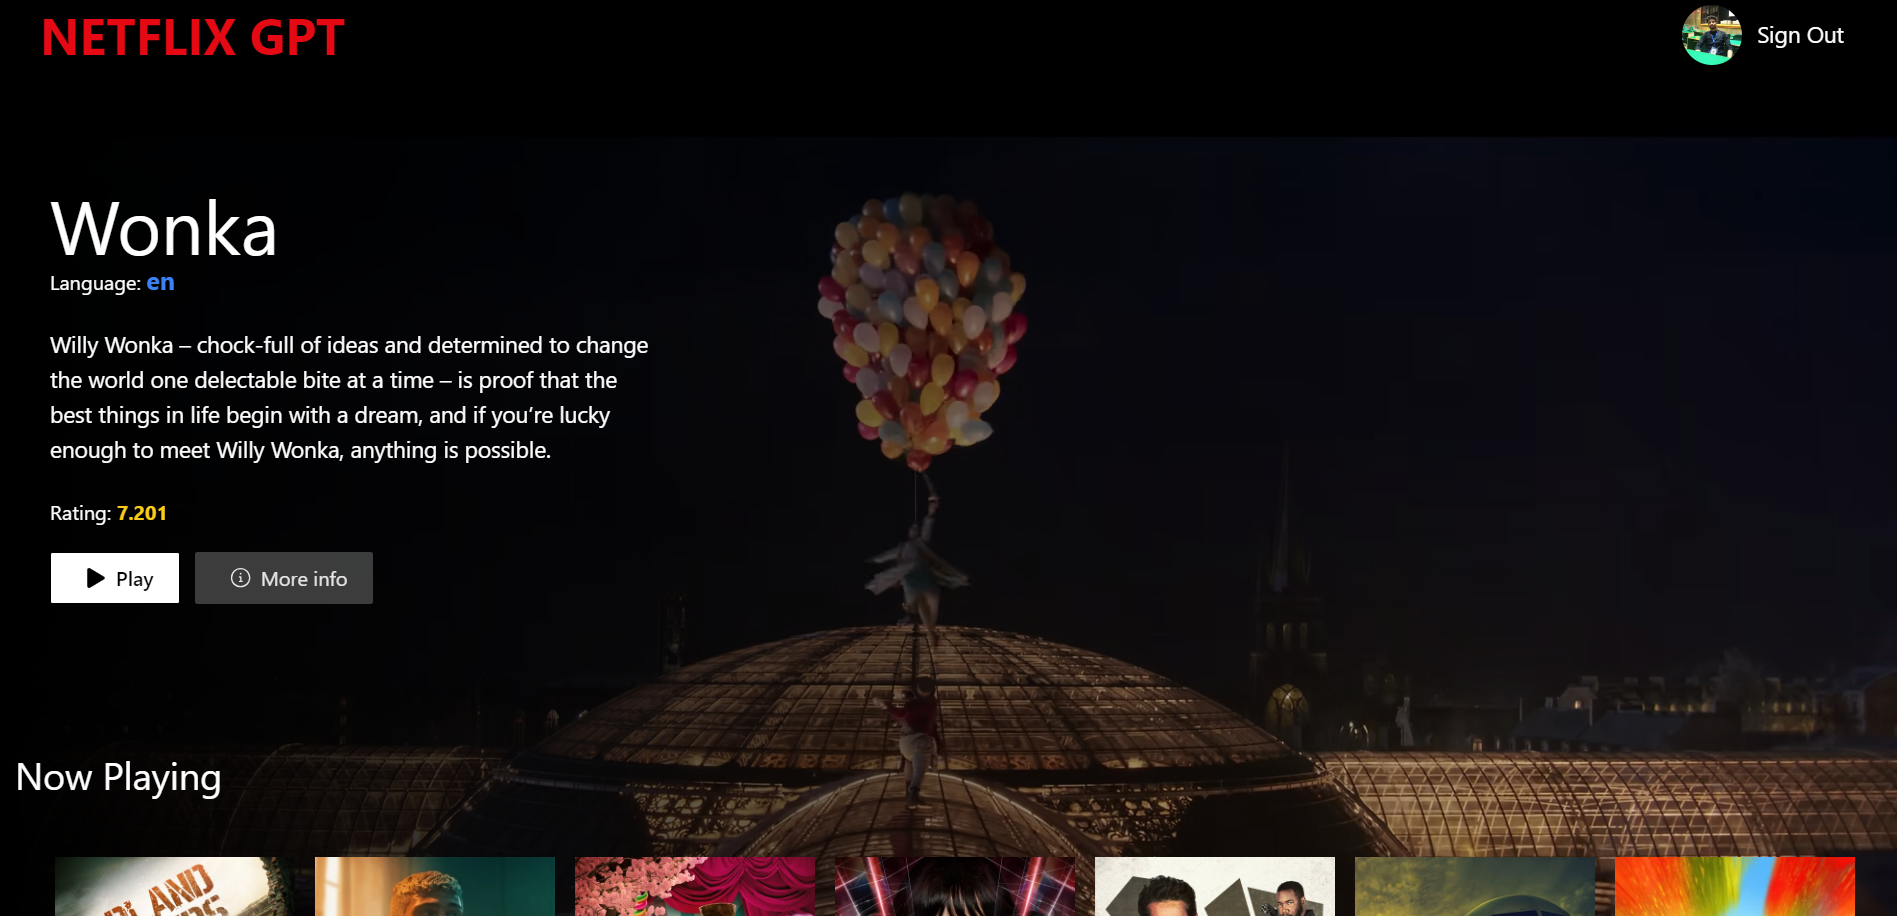 NETFLIX GPT
Sign Out
Wonka
Language: en
Willy Wonka – chock-full of ideas and determined to change
the world one delectable bite at a time – is proof that the
best things in life begin with a dream, and if you’re lucky
enough to meet Willy Wonka, anything is possible.
Rating: 7.201
Play
More info
Now Playing
AND